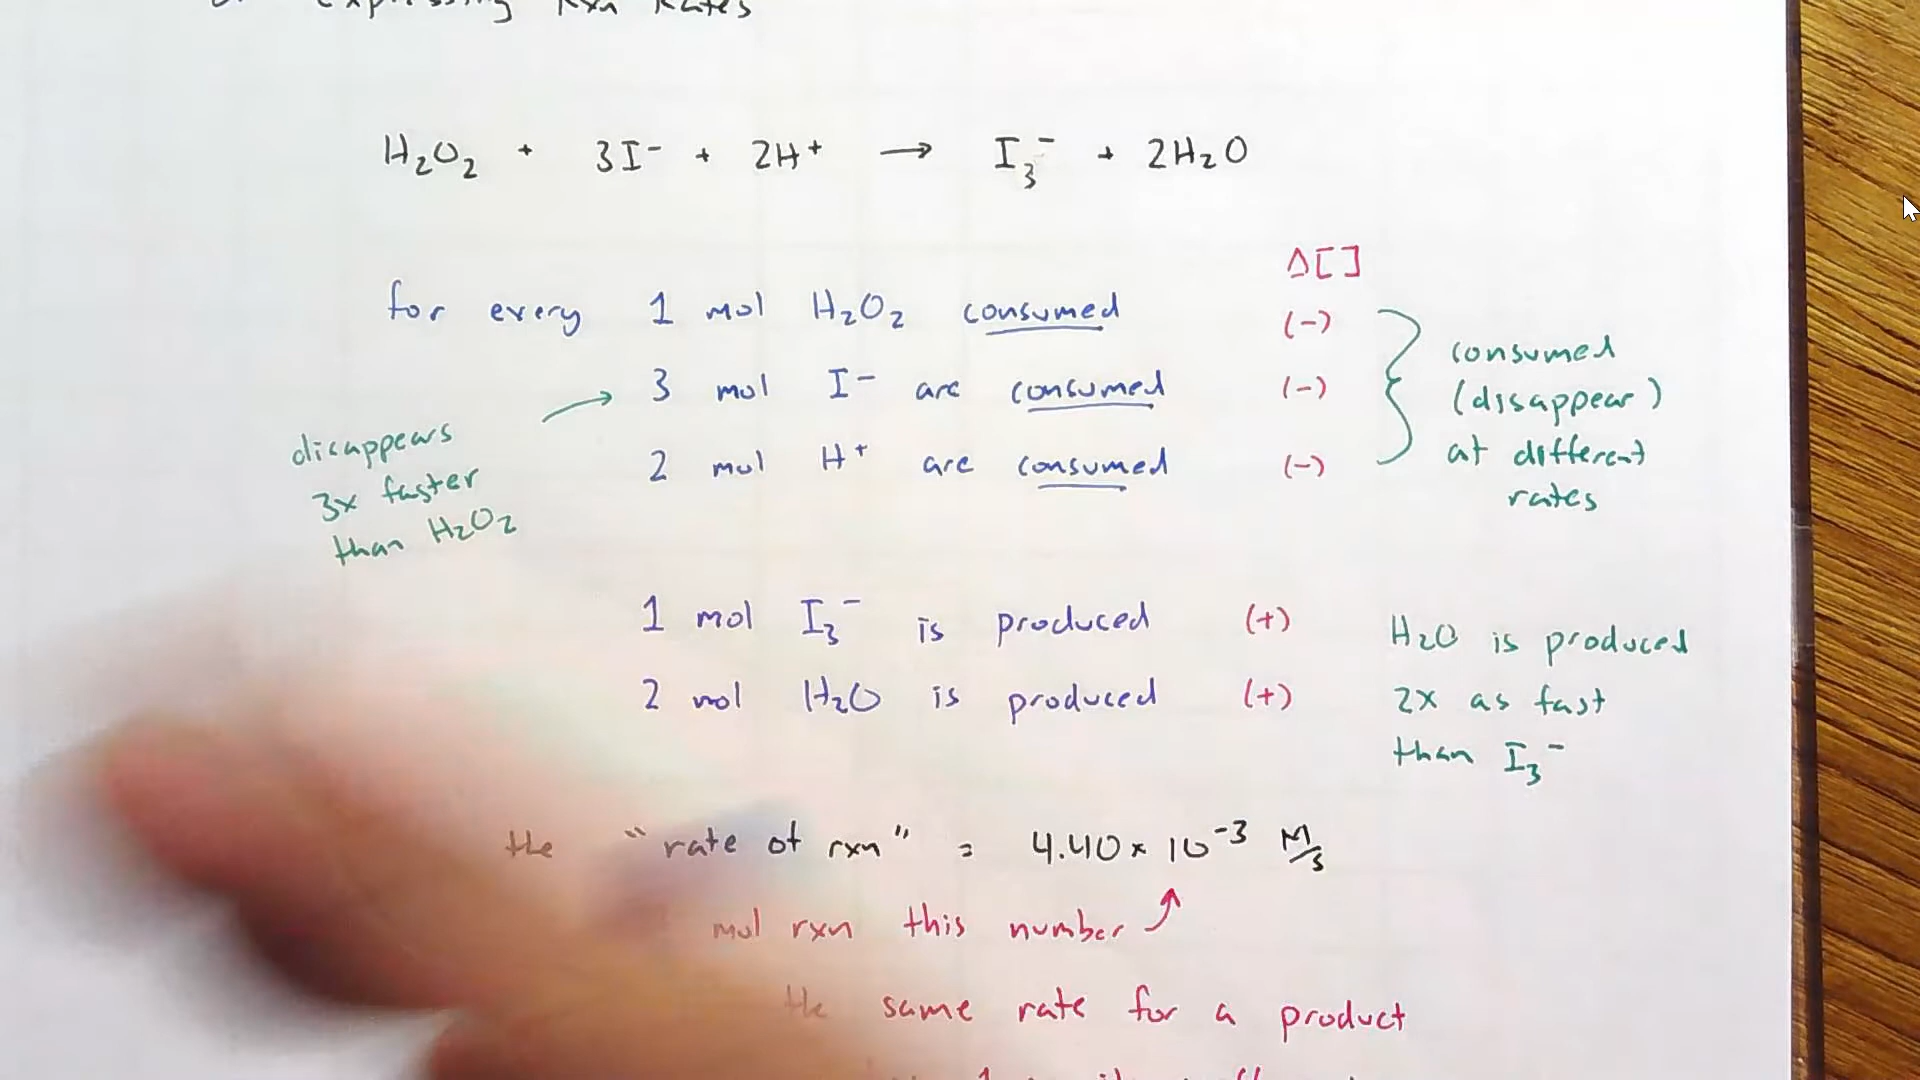 expressing Rxn Rates
H₂O₂ + 3I⁻ + 2H⁺ → I₃⁻ + 2H₂O
Δ[]
for every 1 mol H₂O₂ consumed (-)
3 mol I⁻ are consumed (-)
2 mol H⁺ are consumed (-)
consumed
(disappear)
at different
rates
disappears
3x faster
than H₂O₂
1 mol I₃⁻ is produced (+)
2 mol H₂O is produced (+)
H₂O is produced
2x as fast
than I₃⁻
the "rate of rxn" = 4.40 × 10⁻³ M/s
mol rxn this number
the same rate for a product